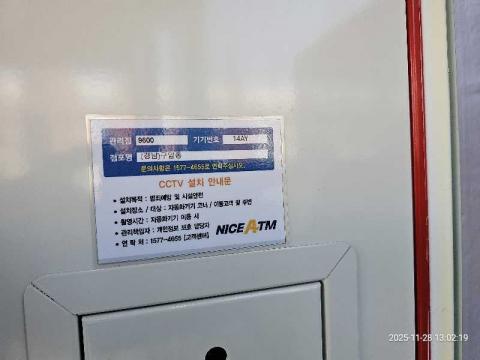 관리점 9600 기기번호 14AY
점포명 (경남)구암동
문의사항은 1577-4655로 연락주십시오.
CCTV 설치 안내문
• 설치목적 : 범죄예방 및 시설안전
• 설치장소 / 대상 : 자동화기기 코너 / 이용고객 및 주변
• 촬영시간 : 자동화기기 이용 시
• 관리책임자 : 개인정보 보호 담당자
• 연 락 처 : 1577-4655 [고객센터]
NICE ATM
2025-11-28 13:02:19